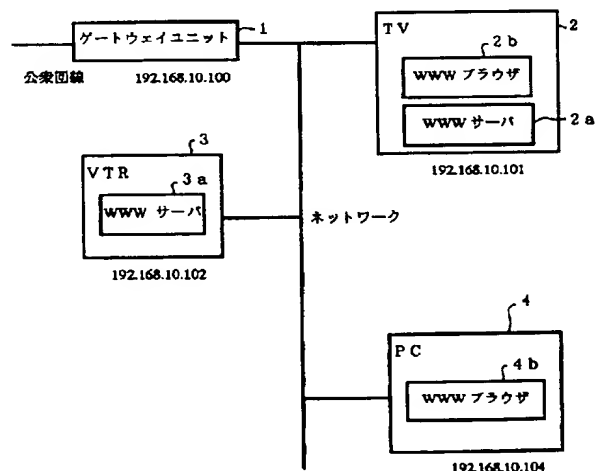 ゲートウェイユニット
1
公衆回線
192.168.10.100
TV
2
2b
WWW ブラウザ
WWW サーバ
2a
192.168.10.101
3
VTR
3a
WWW サーバ
192.168.10.102
ネットワーク
4
PC
4b
WWW ブラウザ
192.168.10.104